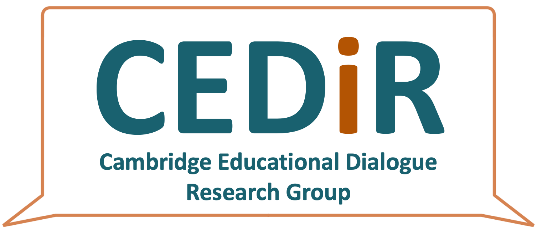 CEDiR
Cambridge Educational Dialogue
Research Group